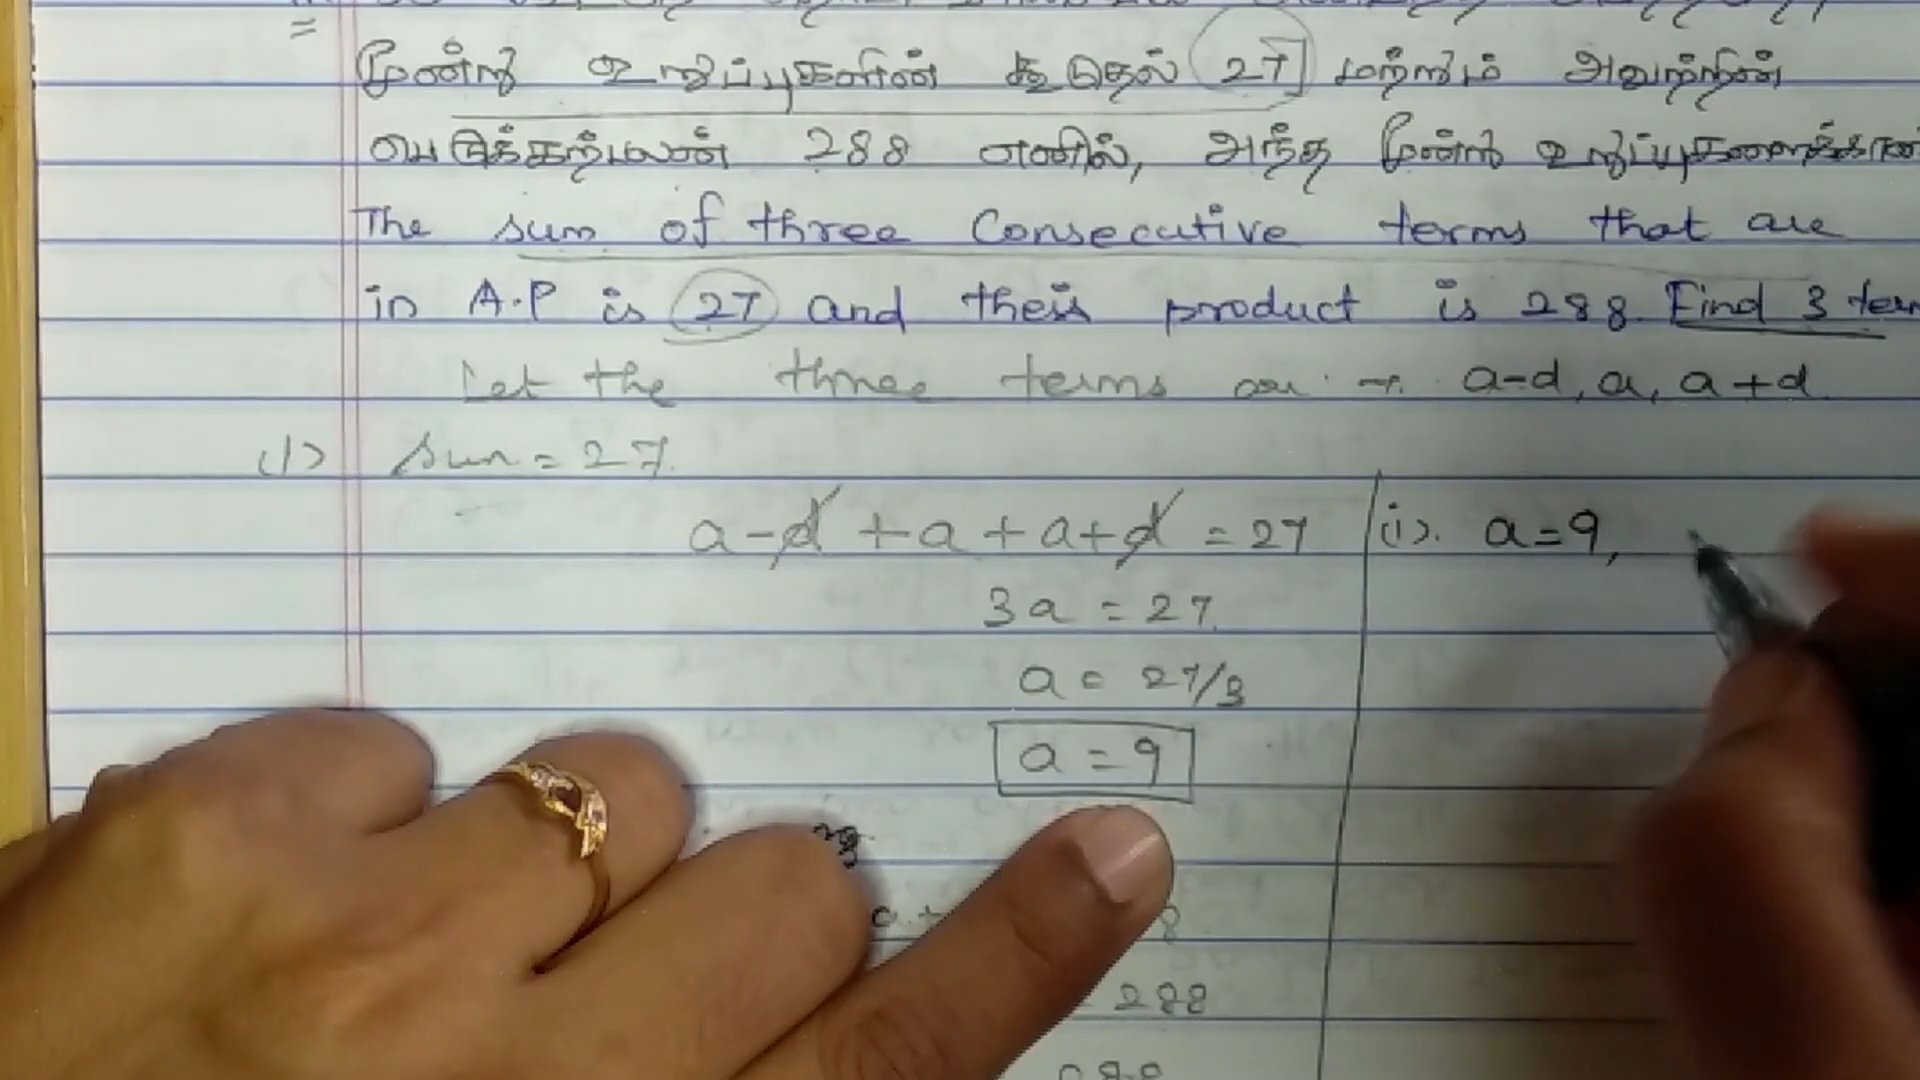 மூன்று உறுப்புகளின் கூடுதல் 27 மற்றும் அவற்றின்
பெருக்கற்பலன் 288 எனில், அந்த மூன்று உறுப்புகளைக்காண
The sum of three Consecutive terms that are
in A.P is 27 and their product is 288. Find 3 ter
Let the three terms are → a-d, a, a+d.
(1) sum = 27.
a-d + a + a+d = 27
3a = 27.
a = 27/3
a = 9
288
(i). a=9,